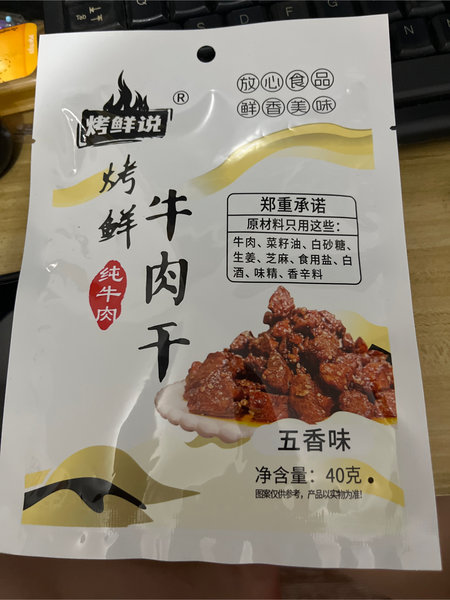 烤鲜说
®
放心食品
鲜香美味
烤鲜
牛肉干
纯牛肉
郑重承诺
原材料只用这些：
牛肉、菜籽油、白砂糖、
生姜、芝麻、食用盐、白
酒、味精、香辛料
五香味
净含量：40克
图案仅供参考，产品以实物为准！
Tab